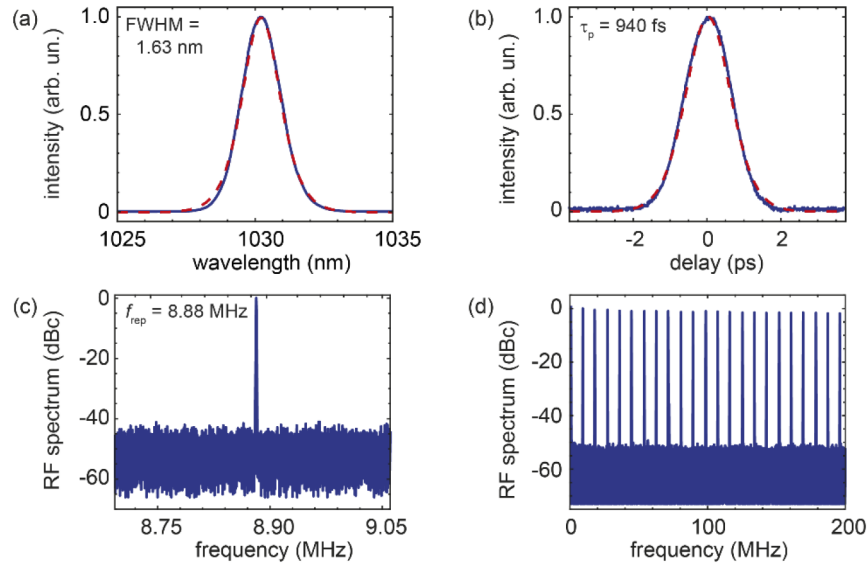 (a)
FWHM =
1.63 nm
intensity (arb. un.)
1.0
0.5
0
1025
1030
1035
wavelength (nm)
(b)
τp = 940 fs
intensity (arb. un.)
1.0
0.5
0
-2
0
2
delay (ps)
(c)
frep = 8.88 MHz
RF spectrum (dBc)
0
-20
-40
-60
8.75
8.90
9.05
frequency (MHz)
(d)
RF spectrum (dBc)
0
-20
-40
-60
0
100
200
frequency (MHz)